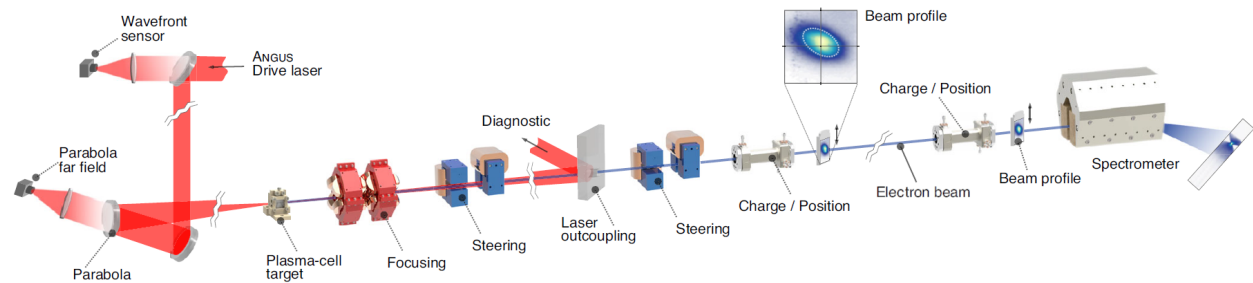 Wavefront
sensor
ANGUS
Drive laser
Parabola
far field
Parabola
Plasma-cell
target
Focusing
Steering
Diagnostic
Laser
outcoupling
Steering
Beam profile
Charge / Position
Charge / Position
Electron beam
Beam profile
Spectrometer